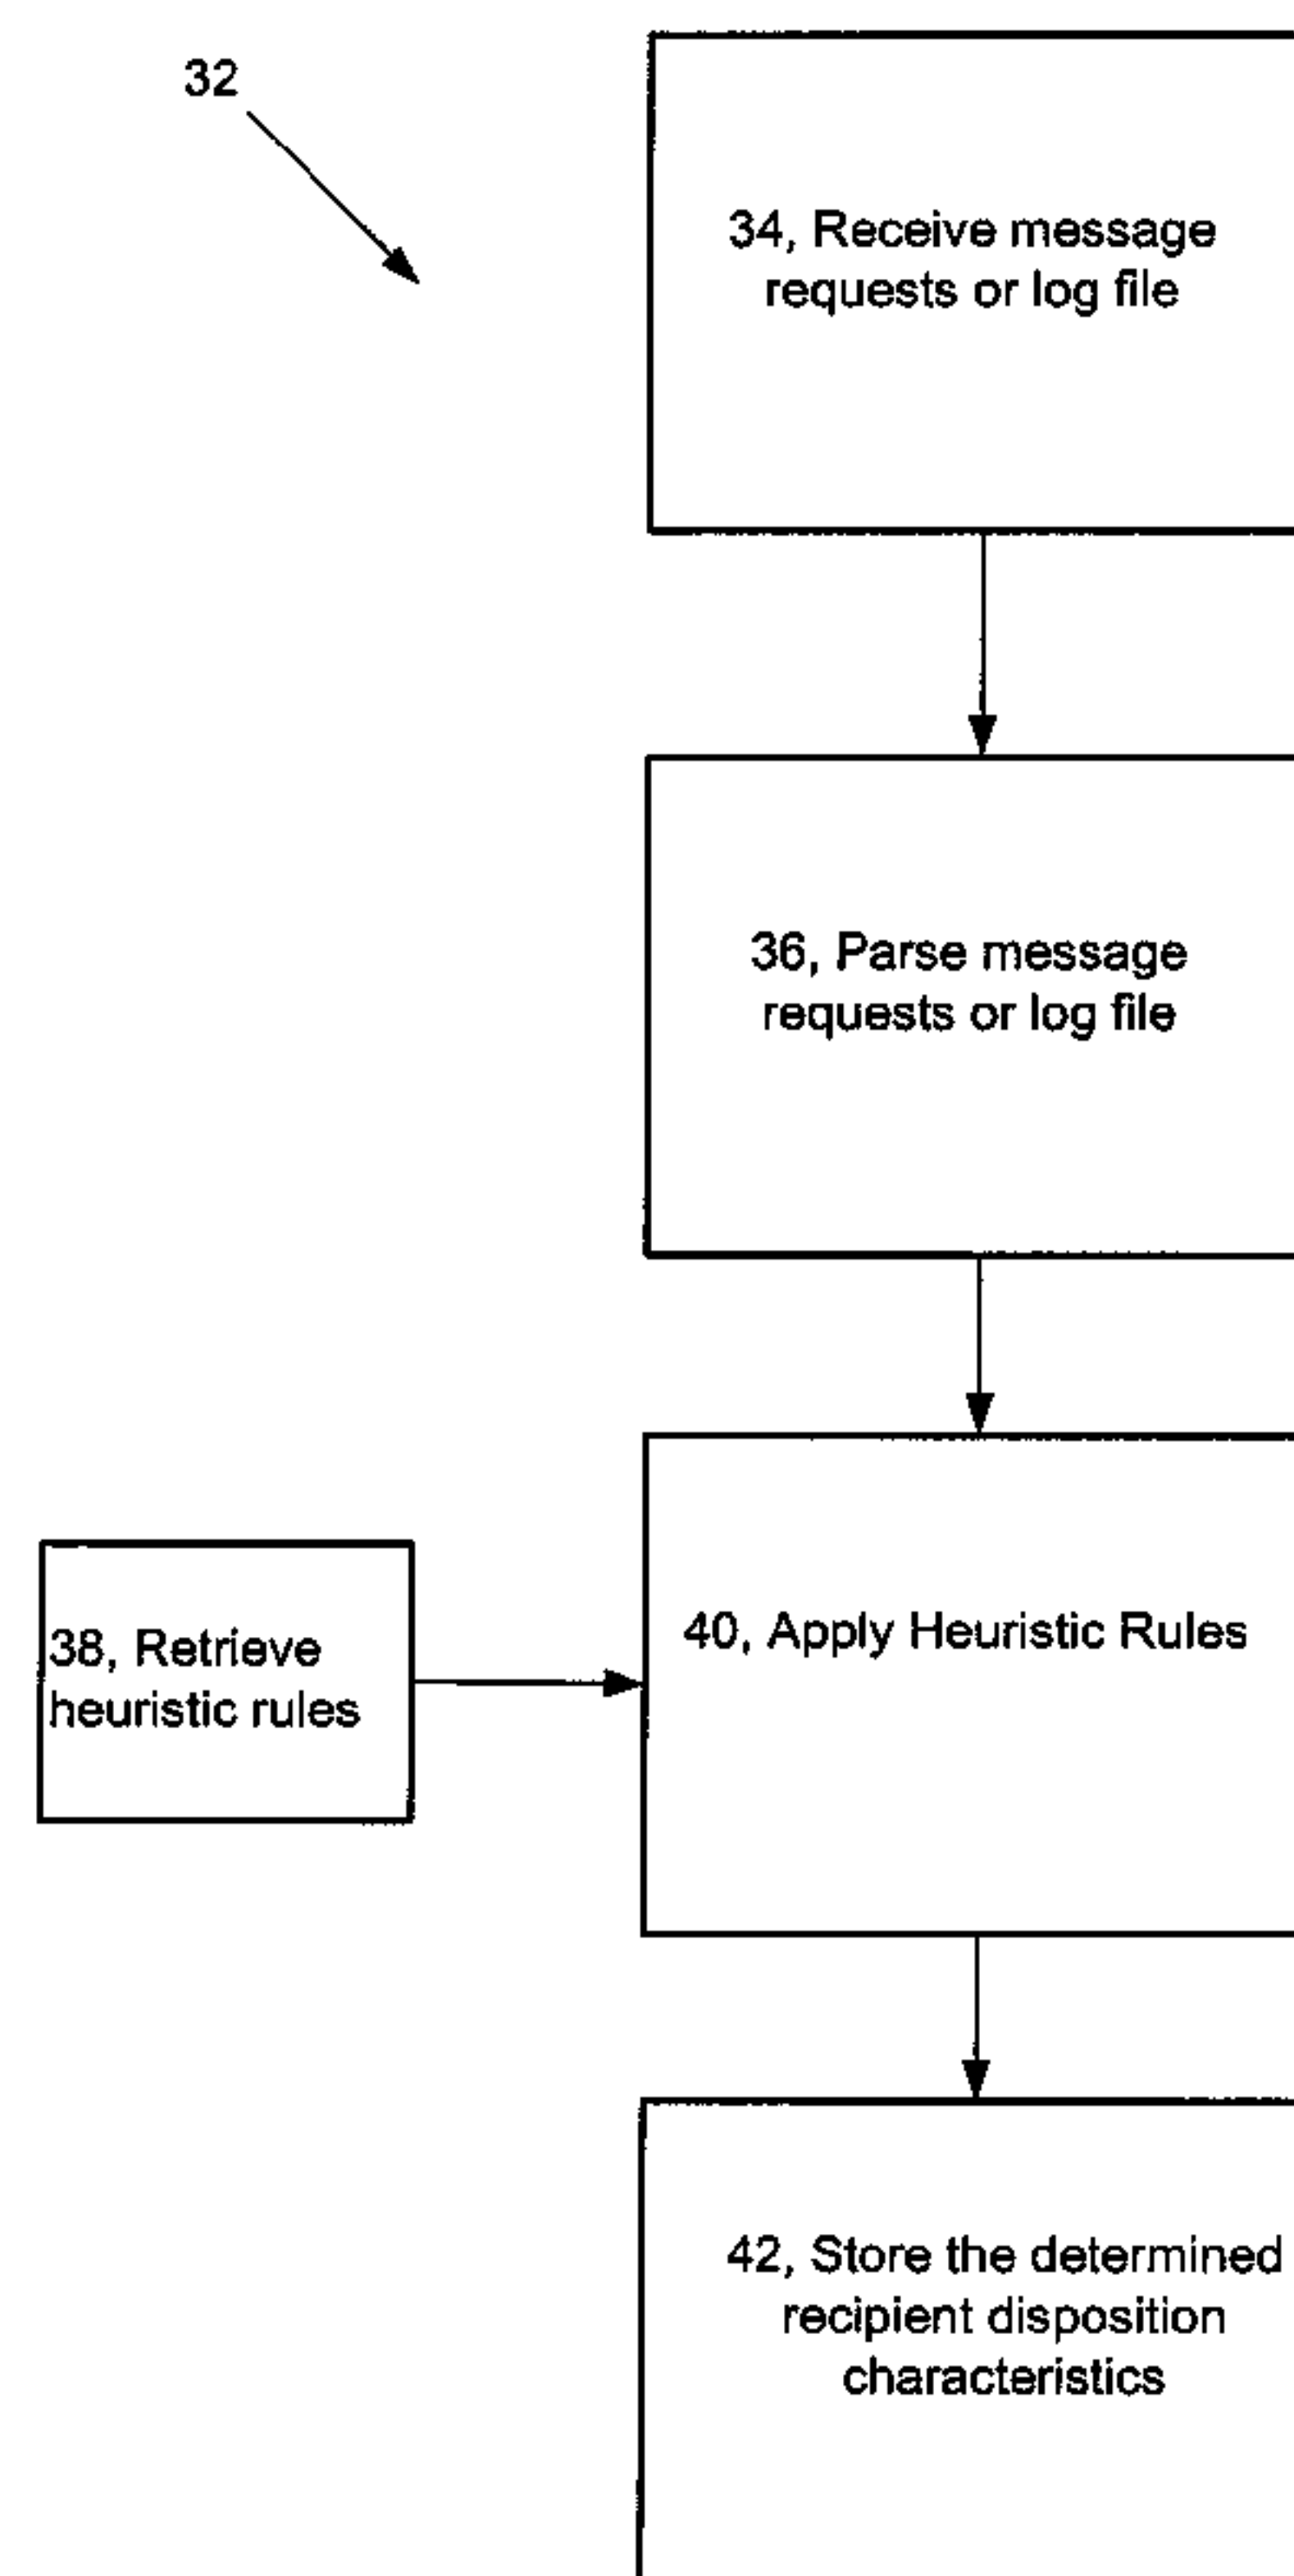 32
34, Receive message
requests or log file
36, Parse message
requests or log file
38, Retrieve
heuristic rules
40, Apply Heuristic Rules
42, Store the determined
recipient disposition
characteristics